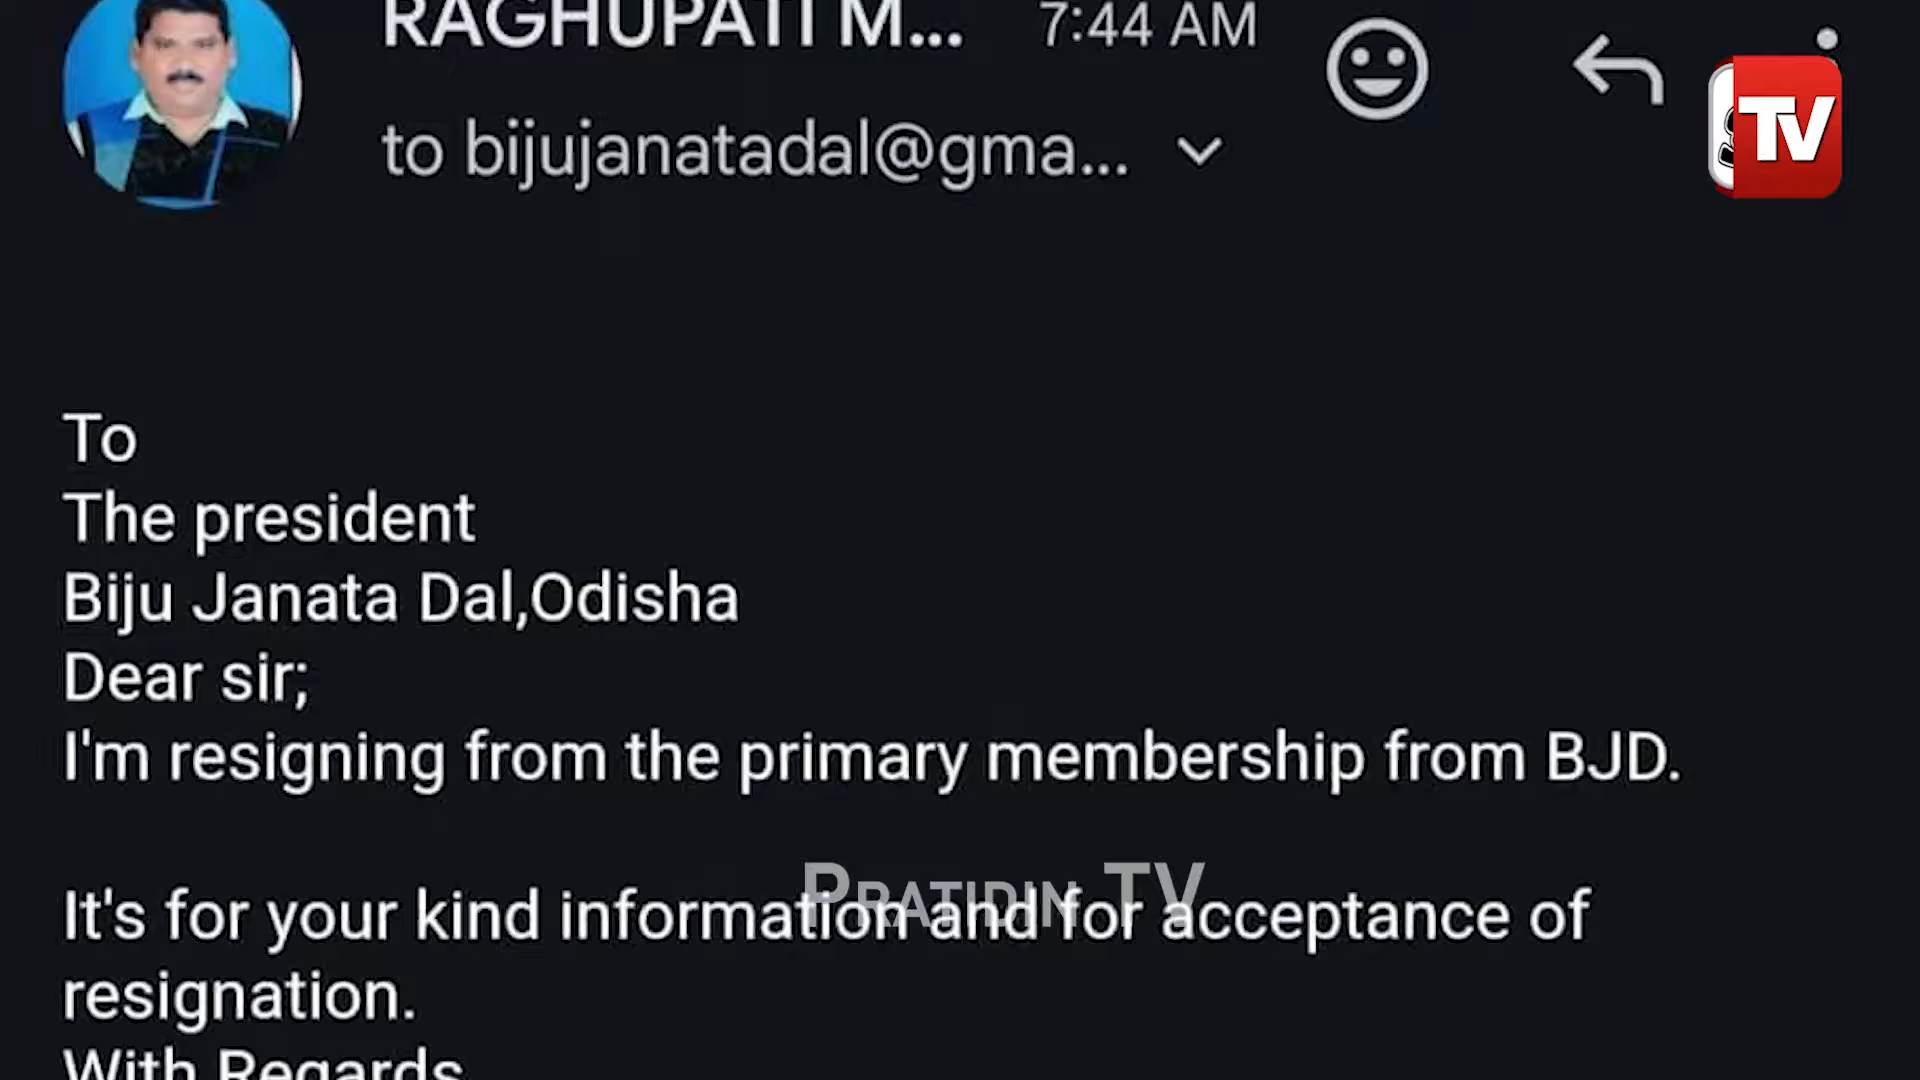 RAGHUPATI M... 7:44 AM
to bijujanatadal@gma...
TV
To
The president
Biju Janata Dal,Odisha
Dear sir;
I'm resigning from the primary membership from BJD.
PRATIDIN TV
It's for your kind information and for acceptance of
resignation.
With Regards